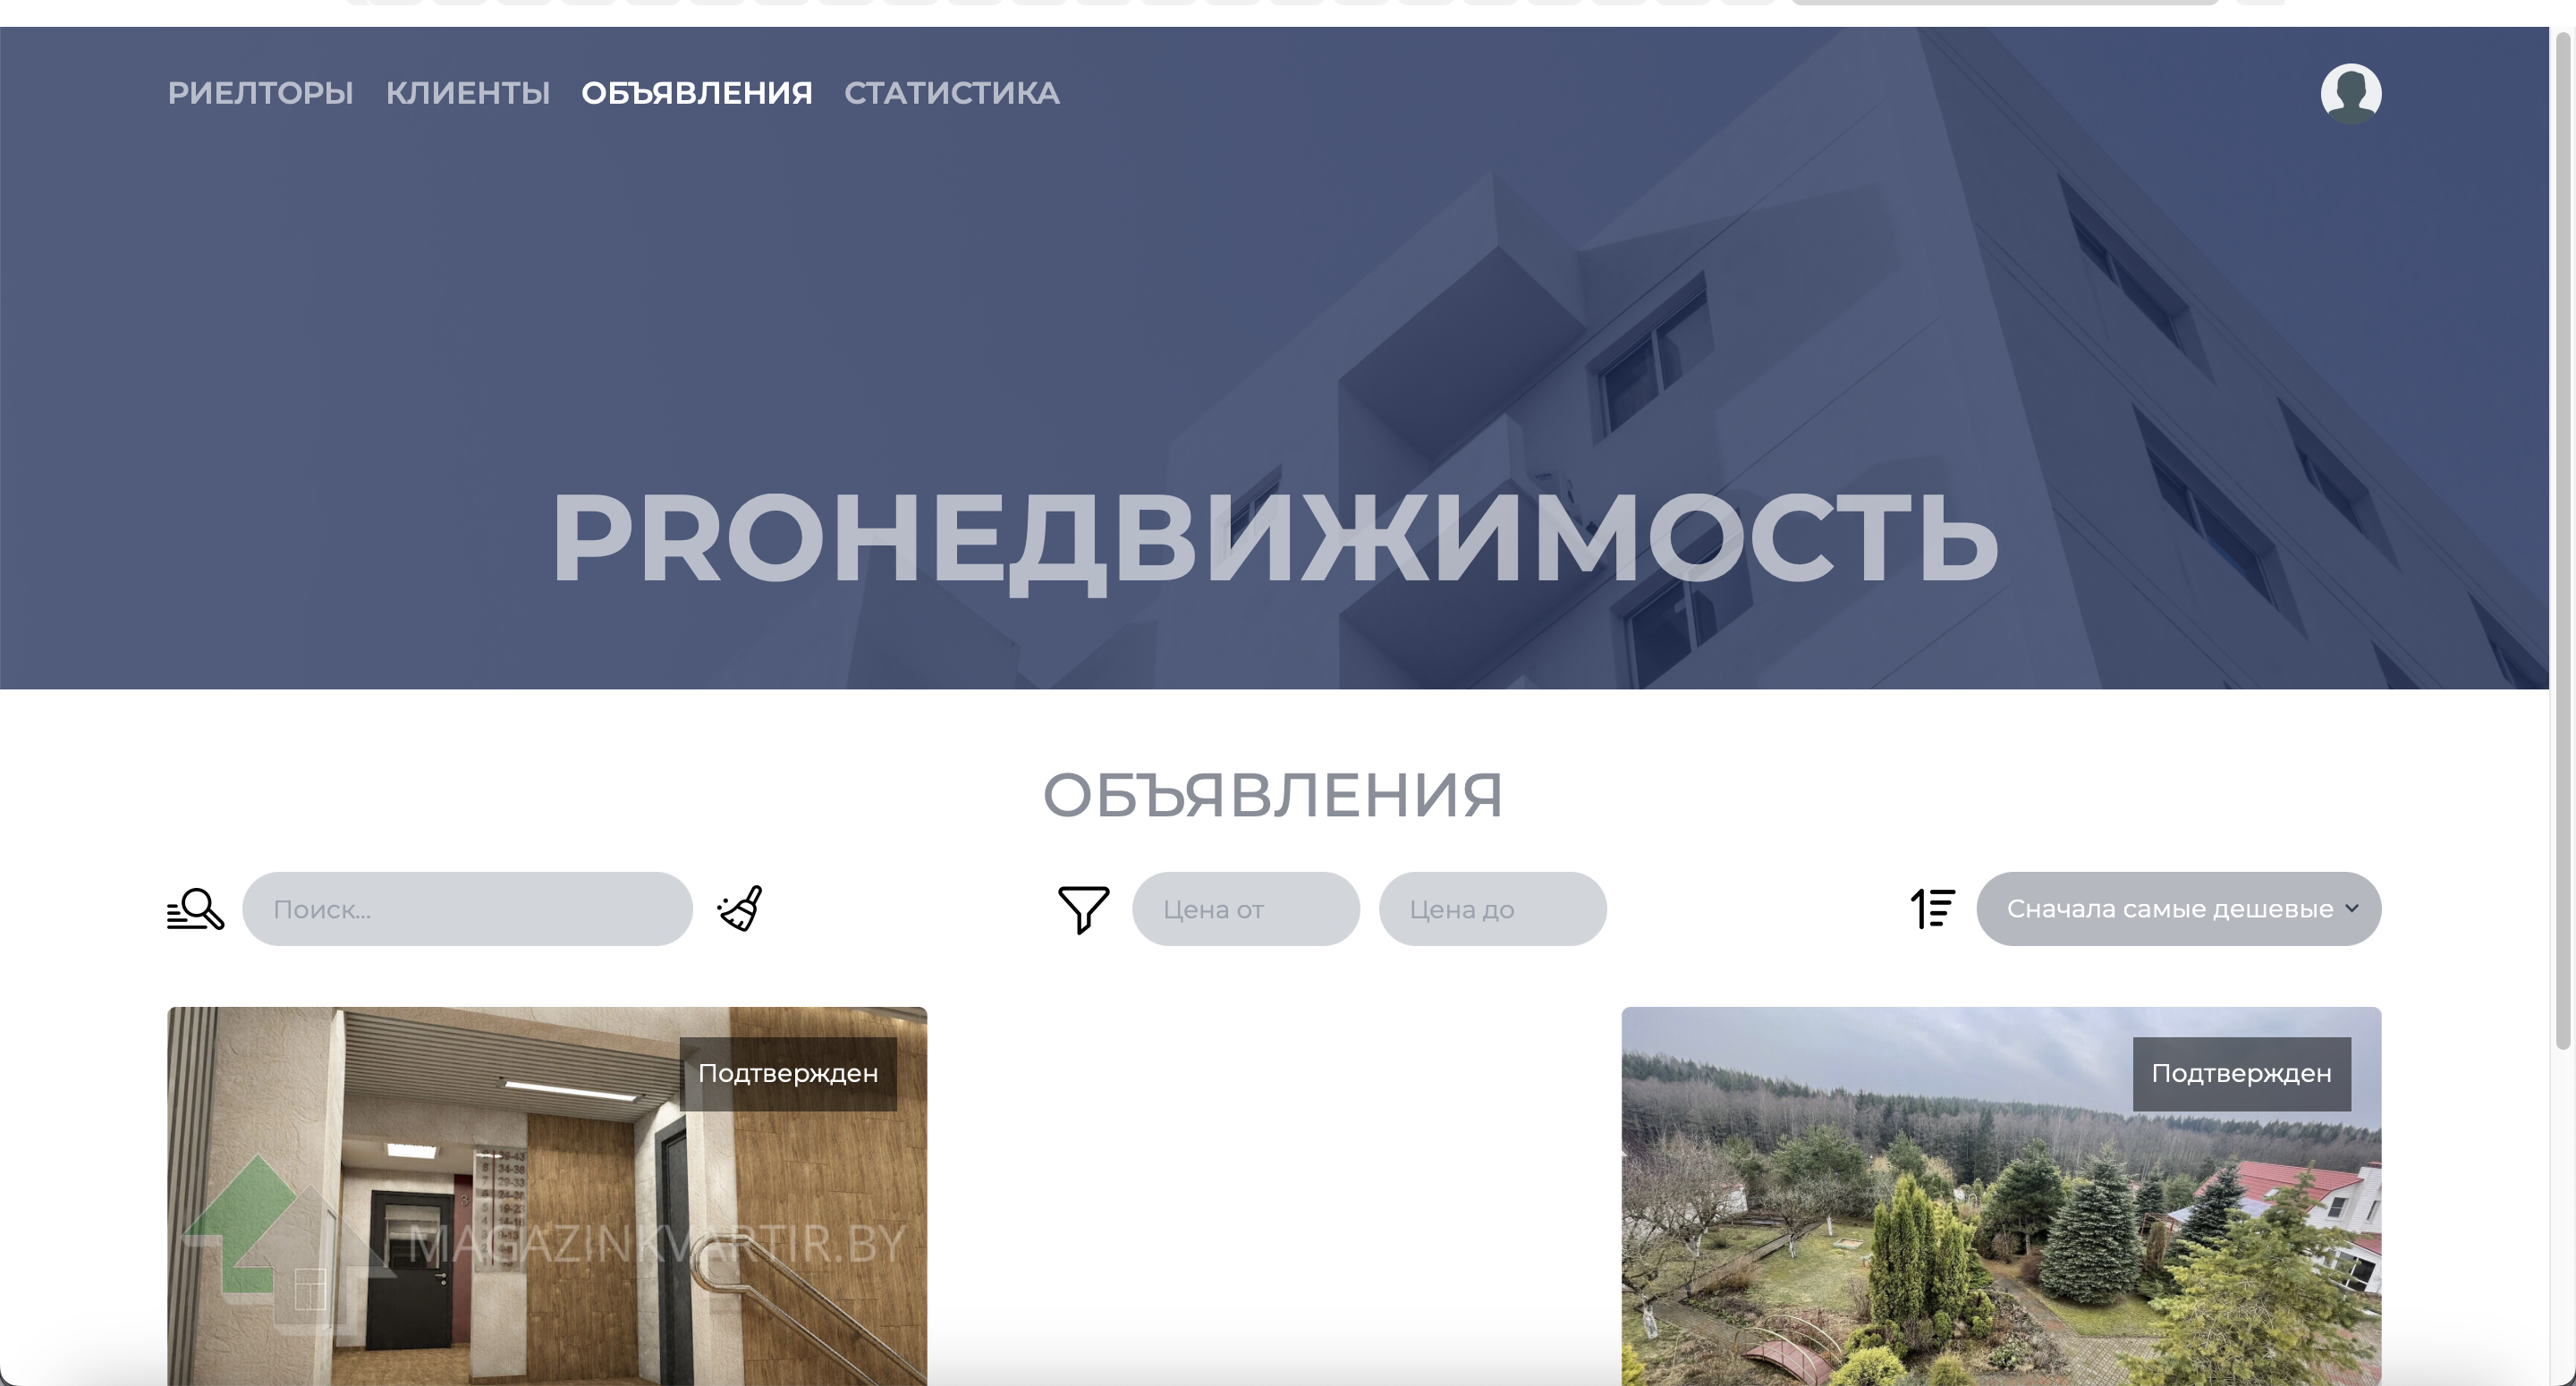 РИЕЛТОРЫ КЛИЕНТЫ ОБЪЯВЛЕНИЯ СТАТИСТИКА
PROНЕДВИЖИМОСТЬ
ОБЪЯВЛЕНИЯ
Поиск...
Цена от
Цена до
Сначала самые дешевые
Подтвержден
Подтвержден
MAGAZINKVARTIR.BY